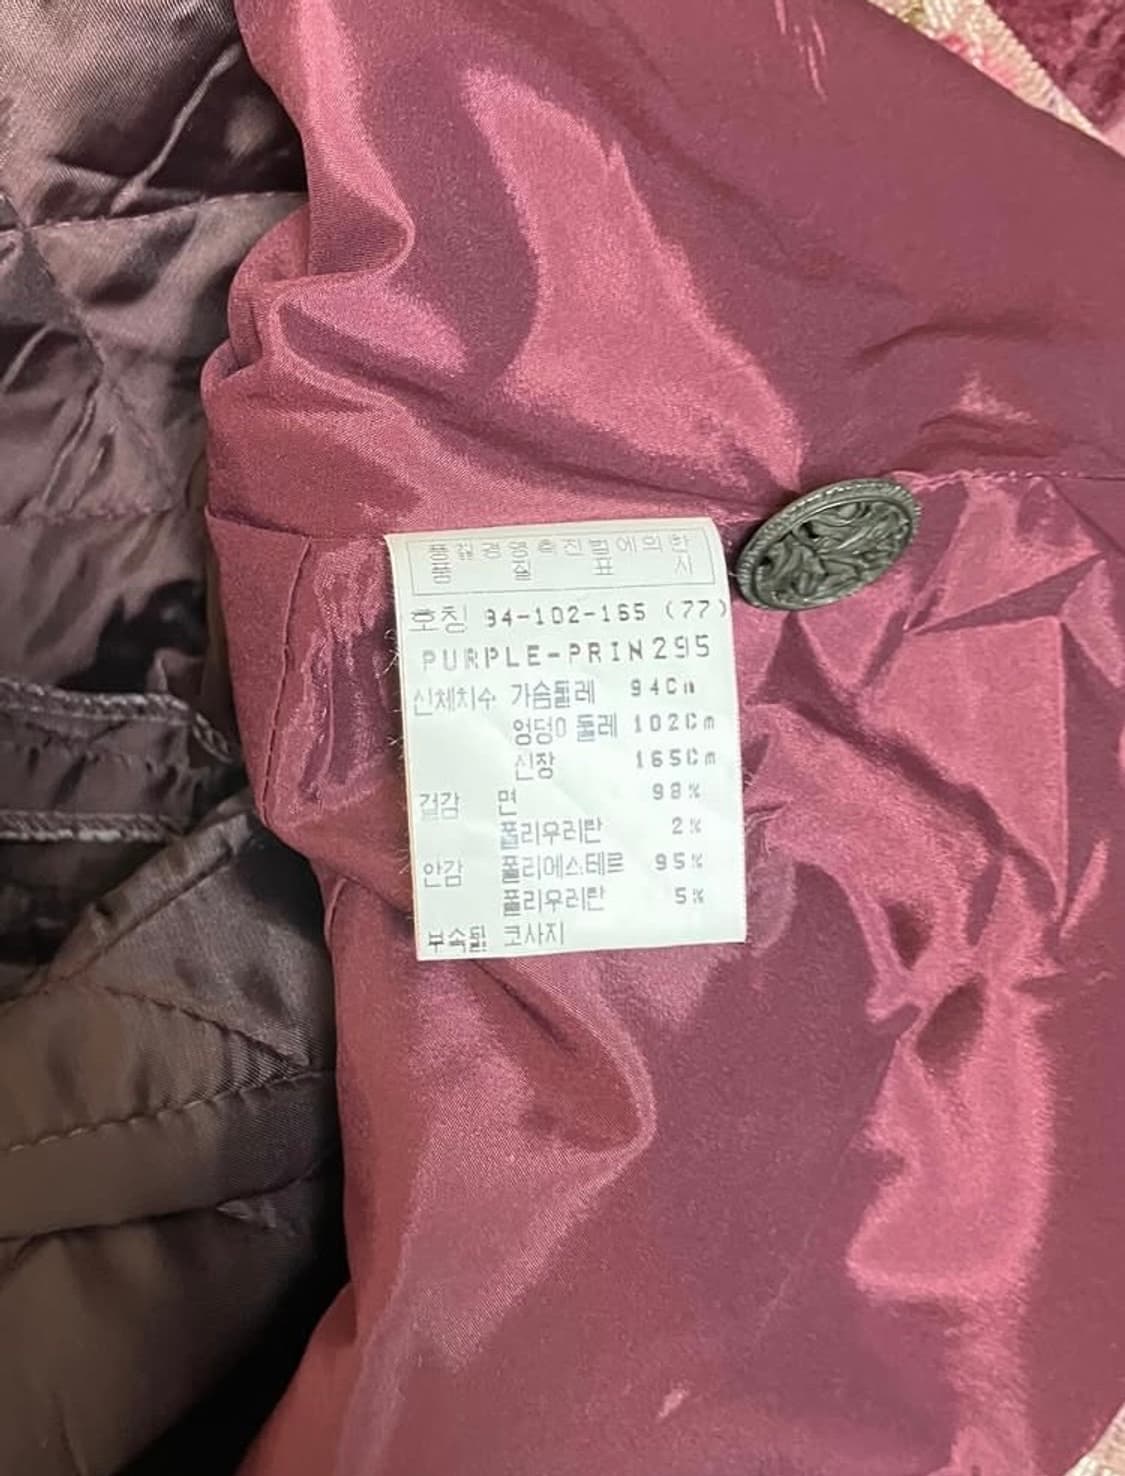 품질경영촉진법에의한
품 질 표 시
호칭 94-102-165 (77)
PURPLE-PRIN295
신체치수 가슴둘레 94Cm
엉덩이 둘레 102Cm
신장 165Cm
겉감 면 98%
폴리우레탄 2%
안감 폴리에스테르 95%
폴리우레탄 5%
부속품 코사지